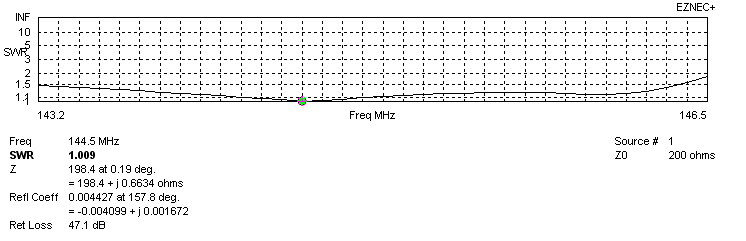 EZNEC+
INF
10
5
SWR
3
2
1.5
1.1
143.2 Freq MHz 146.5
Freq 144.5 MHz Source # 1
SWR 1.009 Z0 200 ohms
Z 198.4 at 0.19 deg.
= 198.4 + j 0.6634 ohms
Refl Coeff 0.004427 at 157.8 deg.
= -0.004099 + j 0.001672
Ret Loss 47.1 dB